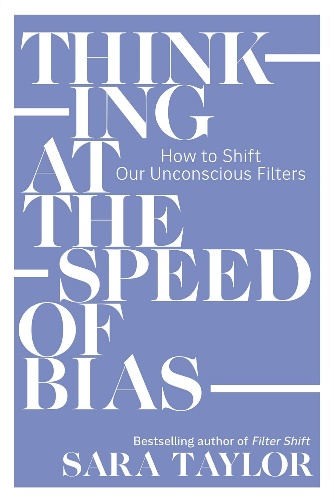 THINK-
ING
AT
THE
SPEED
OF
BIAS
How to Shift
Our Unconscious Filters
Bestselling author of Filter Shift
SARA TAYLOR